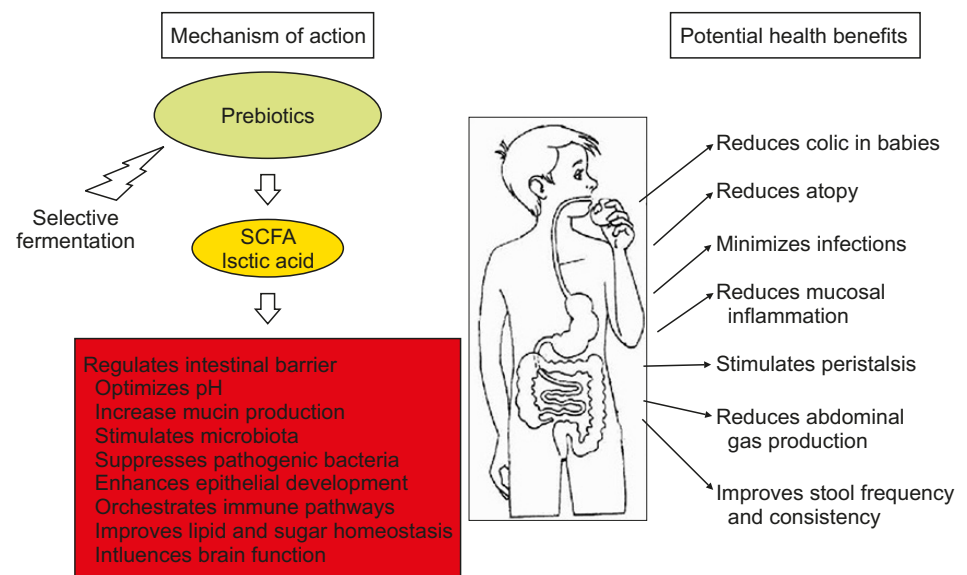 Mechanism of action
Prebiotics
Selective
fermentation
SCFA
lsctic acid
Regulates intestinal barrier
Optimizes pH
Increase mucin production
Stimulates microbiota
Suppresses pathogenic bacteria
Enhances epithelial development
Orchestrates immune pathways
Improves lipid and sugar homeostasis
Intluences brain function
Potential health benefits
Reduces colic in babies
Reduces atopy
Minimizes infections
Reduces mucosal
inflammation
Stimulates peristalsis
Reduces abdominal
gas production
Improves stool frequency
and consistency